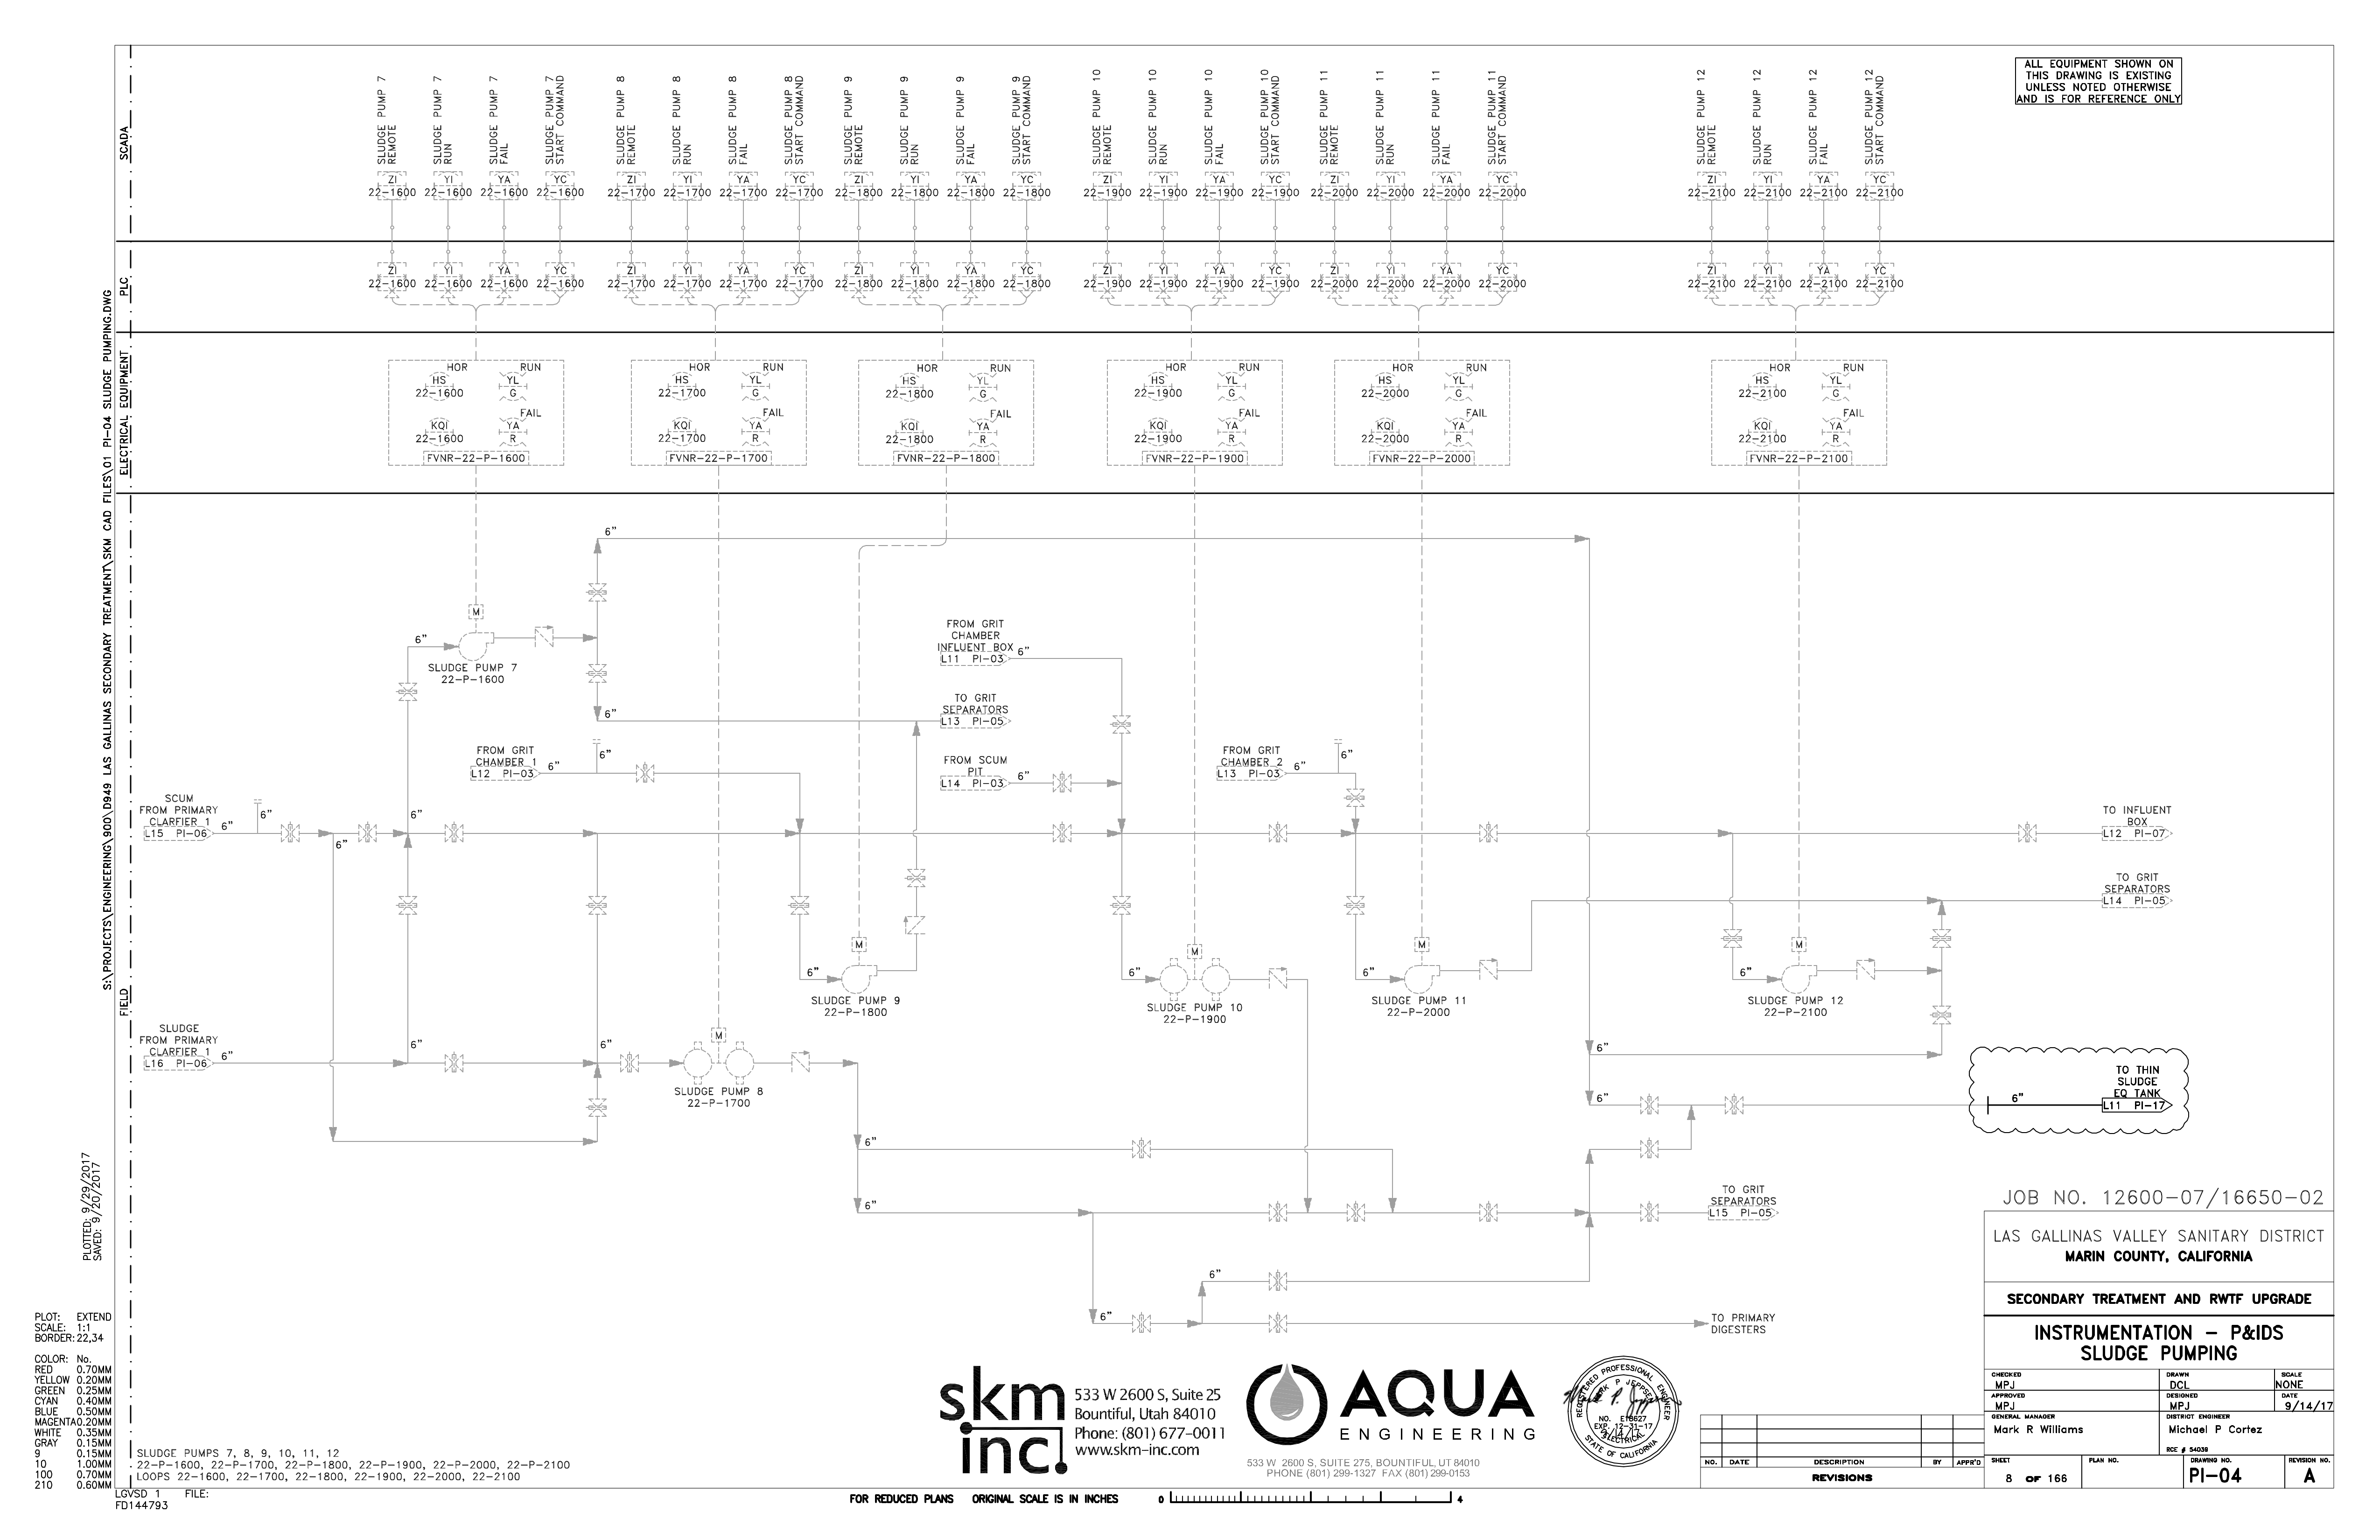 ALL EQUIPMENT SHOWN ON
THIS DRAWING IS EXISTING
UNLESS NOTED OTHERWISE
AND IS FOR REFERENCE ONLY
SCADA
SLUDGE PUMP 7
REMOTE
SLUDGE PUMP 7
RUN
SLUDGE PUMP 7
FAIL
SLUDGE PUMP 7
START COMMAND
SLUDGE PUMP 8
REMOTE
SLUDGE PUMP 8
RUN
SLUDGE PUMP 8
FAIL
SLUDGE PUMP 8
START COMMAND
SLUDGE PUMP 9
REMOTE
SLUDGE PUMP 9
RUN
SLUDGE PUMP 9
FAIL
SLUDGE PUMP 9
START COMMAND
SLUDGE PUMP 10
REMOTE
SLUDGE PUMP 10
RUN
SLUDGE PUMP 10
FAIL
SLUDGE PUMP 10
START COMMAND
SLUDGE PUMP 11
REMOTE
SLUDGE PUMP 11
RUN
SLUDGE PUMP 11
FAIL
SLUDGE PUMP 11
START COMMAND
SLUDGE PUMP 12
REMOTE
SLUDGE PUMP 12
RUN
SLUDGE PUMP 12
FAIL
SLUDGE PUMP 12
START COMMAND
ZI YI YA YC ZI YI YA YC ZI YI YA YC ZI YI YA YC ZI YI YA YC ZI YI YA YC
22-1600 22-1600 22-1600 22-1600 22-1700 22-1700 22-1700 22-1700 22-1800 22-1800 22-1800 22-1800 22-1900 22-1900 22-1900 22-1900 22-2000 22-2000 22-2000 22-2000 22-2100 22-2100 22-2100 22-2100
PLC
ZI YI YA YC ZI YI YA YC ZI YI YA YC ZI YI YA YC ZI YI YA YC ZI YI YA YC
22-1600 22-1600 22-1600 22-1600 22-1700 22-1700 22-1700 22-1700 22-1800 22-1800 22-1800 22-1800 22-1900 22-1900 22-1900 22-1900 22-2000 22-2000 22-2000 22-2000 22-2100 22-2100 22-2100 22-2100
ELECTRICAL EQUIPMENT
HOR RUN
HS YL
22-1600 G
FAIL
KQI YA
22-1600 R
FVNR-22-P-1600
HOR RUN
HS YL
22-1700 G
FAIL
KQI YA
22-1700 R
FVNR-22-P-1700
HOR RUN
HS YL
22-1800 G
FAIL
KQI YA
22-1800 R
FVNR-22-P-1800
HOR RUN
HS YL
22-1900 G
FAIL
KQI YA
22-1900 R
FVNR-22-P-1900
HOR RUN
HS YL
22-2000 G
FAIL
KQI YA
22-2000 R
FVNR-22-P-2000
HOR RUN
HS YL
22-2100 G
FAIL
KQI YA
22-2100 R
FVNR-22-P-2100
FIELD
6"
M
6"
SLUDGE PUMP 7
22-P-1600
FROM GRIT
CHAMBER
INFLUENT BOX
L11 PI-03 6"
TO GRIT
SEPARATORS
6" L13 PI-05
FROM GRIT
CHAMBER 1
L12 PI-03 6"
6"
FROM SCUM
PIT
L14 PI-03 6"
FROM GRIT
CHAMBER 2
L13 PI-03 6"
6"
SCUM
FROM PRIMARY
CLARFIER 1
L15 PI-06 6"
6"
6"
6"
TO INFLUENT
BOX
L12 PI-07
TO GRIT
SEPARATORS
L14 PI-05
M
6"
SLUDGE PUMP 9
22-P-1800
M
6"
SLUDGE PUMP 10
22-P-1900
M
6"
SLUDGE PUMP 11
22-P-2000
M
6"
SLUDGE PUMP 12
22-P-2100
SLUDGE
FROM PRIMARY
CLARFIER 1
L16 PI-06 6"
6"
6"
M
SLUDGE PUMP 8
22-P-1700
6"
6"
TO THIN
SLUDGE
EQ TANK
6" L11 PI-17
6"
6"
TO GRIT
SEPARATORS
L15 PI-05
6"
6"
TO PRIMARY
DIGESTERS
S:\PROJECTS\ENGINEERING\900\D949 LAS GALLINAS SECONDARY TREATMENT\SKM CAD FILES\01 PI-04 SLUDGE PUMPING.DWG
PLOTTED: 9/29/2017
SAVED: 9/20/2017
PLOT: EXTEND
SCALE: 1:1
BORDER: 22,34
COLOR: No.
RED 0.70MM
YELLOW 0.20MM
GREEN 0.25MM
CYAN 0.40MM
BLUE 0.50MM
MAGENTA 0.20MM
WHITE 0.35MM
GRAY 0.15MM
9 0.15MM
10 1.00MM
100 0.70MM
210 0.60MM
SLUDGE PUMPS 7, 8, 9, 10, 11, 12
22-P-1600, 22-P-1700, 22-P-1800, 22-P-1900, 22-P-2000, 22-P-2100
LOOPS 22-1600, 22-1700, 22-1800, 22-1900, 22-2000, 22-2100
LGVSD 1 FILE:
FD144793
skm
inc.
533 W 2600 S, Suite 25
Bountiful, Utah 84010
Phone: (801) 677-0011
www.skm-inc.com
AQUA
ENGINEERING
533 W 2600 S, SUITE 275, BOUNTIFUL, UT 84010
PHONE (801) 299-1327 FAX (801) 299-0153
REGISTERED PROFESSIONAL ENGINEER
MARK P JEPPSEN
NO. E18627
EXP. 12-31-17
ELECTRICAL
STATE OF CALIFORNIA
FOR REDUCED PLANS ORIGINAL SCALE IS IN INCHES 0 4
NO. DATE DESCRIPTION BY APPR'D
REVISIONS
JOB NO. 12600-07/16650-02
LAS GALLINAS VALLEY SANITARY DISTRICT
MARIN COUNTY, CALIFORNIA
SECONDARY TREATMENT AND RWTF UPGRADE
INSTRUMENTATION - P&IDS
SLUDGE PUMPING
CHECKED DRAWN SCALE
MPJ DCL NONE
APPROVED DESIGNED DATE
MPJ MPJ 9/14/17
GENERAL MANAGER DISTRICT ENGINEER
Mark R Williams Michael P Cortez
RCE # 54039
SHEET PLAN NO. DRAWING NO. REVISION NO.
8 OF 166 PI-04 A